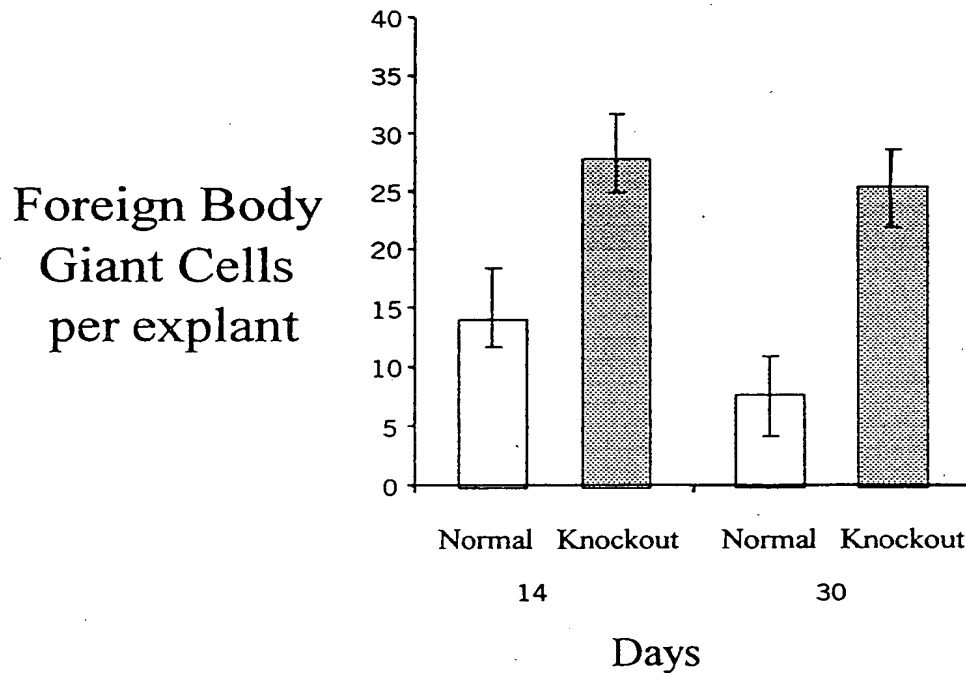 40
35
30
25
20
15
10
5
0
Foreign Body
Giant Cells
per explant
Normal Knockout Normal Knockout
14 30
Days